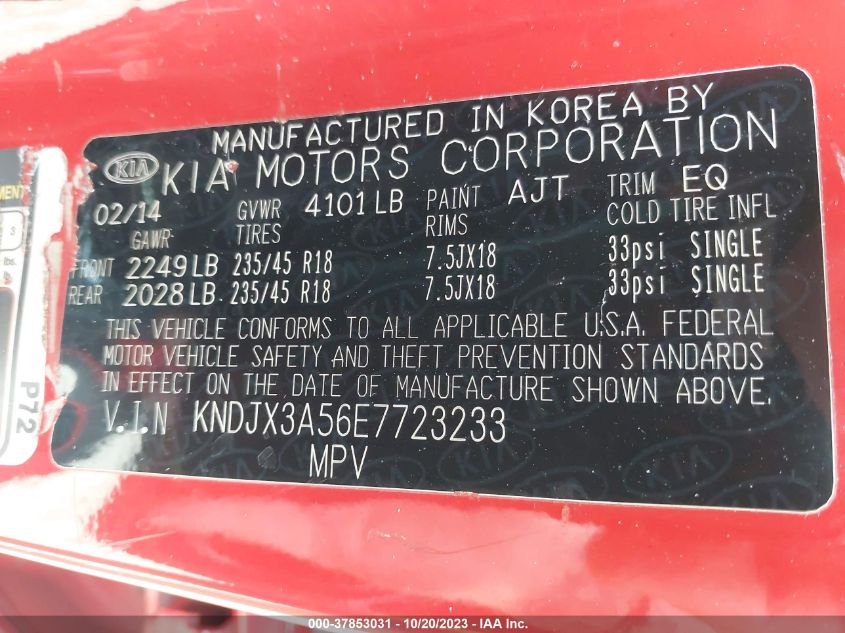 MANUFACTURED IN KOREA BY
KIA KIA MOTORS CORPORATION
02/14 GVWR 4101 LB PAINT AJT TRIM EQ
GAWR TIRES RIMS COLD TIRE INFL
FRONT 2249 LB 235/45 R18 7.5JX18 33psi SINGLE
REAR 2028 LB 235/45 R18 7.5JX18 33psi SINGLE
THIS VEHICLE CONFORMS TO ALL APPLICABLE U.S.A. FEDERAL
MOTOR VEHICLE SAFETY AND THEFT PREVENTION STANDARDS
IN EFFECT ON THE DATE OF MANUFACTURE SHOWN ABOVE.
V.I.N KNDJX3A56E7723233
MPV
3
lbs.
P72
000-37853031 - 10/20/2023 - IAA Inc.